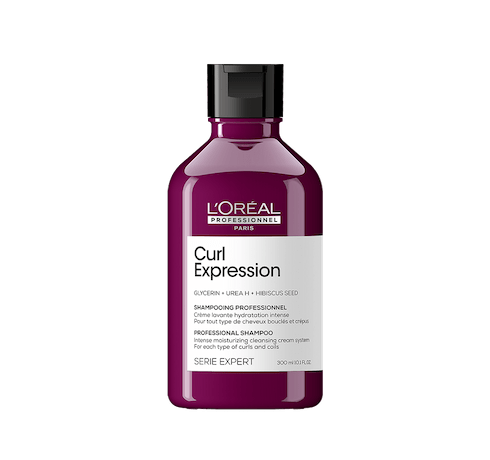 L'ORÉAL
PROFESSIONNEL
PARIS
Curl
Expression
GLYCERIN + UREA H + HIBISCUS SEED
SHAMPOOING PROFESSIONNEL
Crème lavante hydratation intense
Pour tout type de cheveux bouclés et crépus
PROFESSIONAL SHAMPOO
Intense moisturizing cleansing cream system
For each type of curls and coils
SERIE EXPERT 300 ml 10.1 FL.OZ.